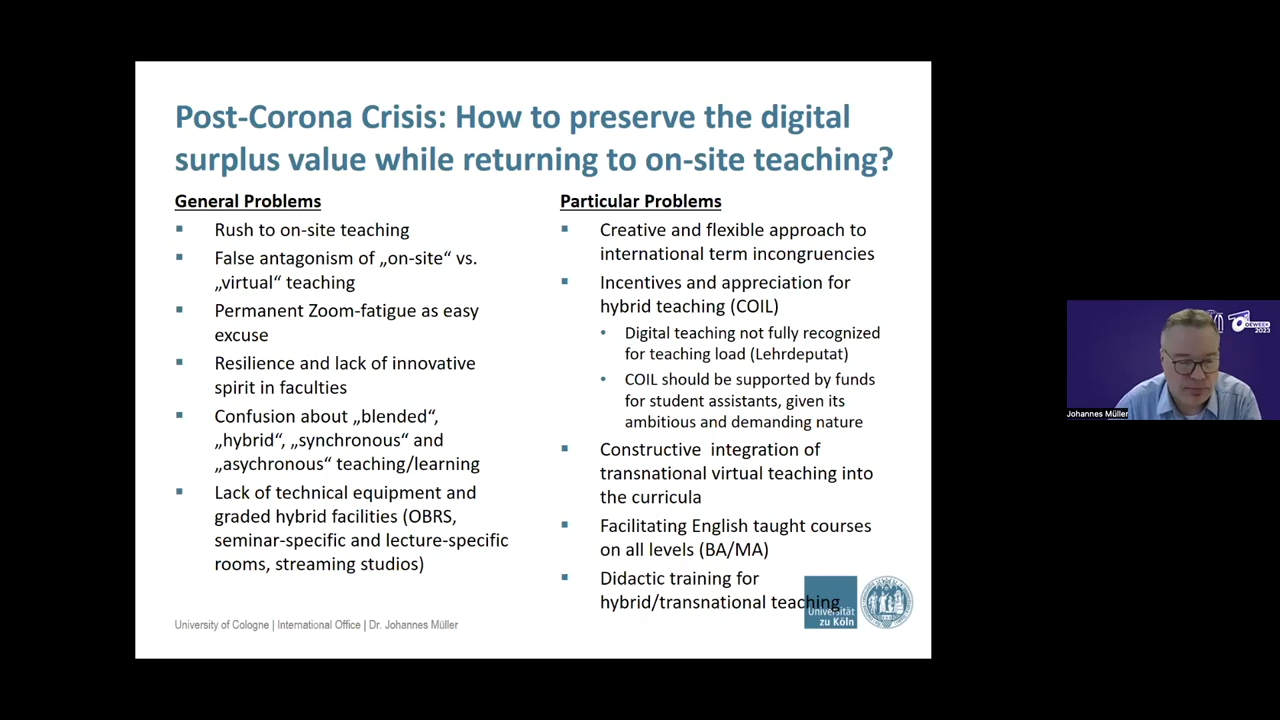 Post-Corona Crisis: How to preserve the digital
surplus value while returning to on-site teaching?
General Problems
Rush to on-site teaching
False antagonism of „on-site“ vs.
„virtual“ teaching
Permanent Zoom-fatigue as easy
excuse
Resilience and lack of innovative
spirit in faculties
Confusion about „blended“,
„hybrid“, „synchronous“ and
„asychronous“ teaching/learning
Lack of technical equipment and
graded hybrid facilities (OBRS,
seminar-specific and lecture-specific
rooms, streaming studios)
Particular Problems
Creative and flexible approach to
international term incongruencies
Incentives and appreciation for
hybrid teaching (COIL)
Digital teaching not fully recognized
for teaching load (Lehrdeputat)
COIL should be supported by funds
for student assistants, given its
ambitious and demanding nature
Constructive  integration of
transnational virtual teaching into
the curricula
Facilitating English taught courses
on all levels (BA/MA)
Didactic training for
hybrid/transnational teaching
Universität
zu Köln
University of Cologne | International Office | Dr. Johannes Müller
OEWEEK
2023
Johannes Müller